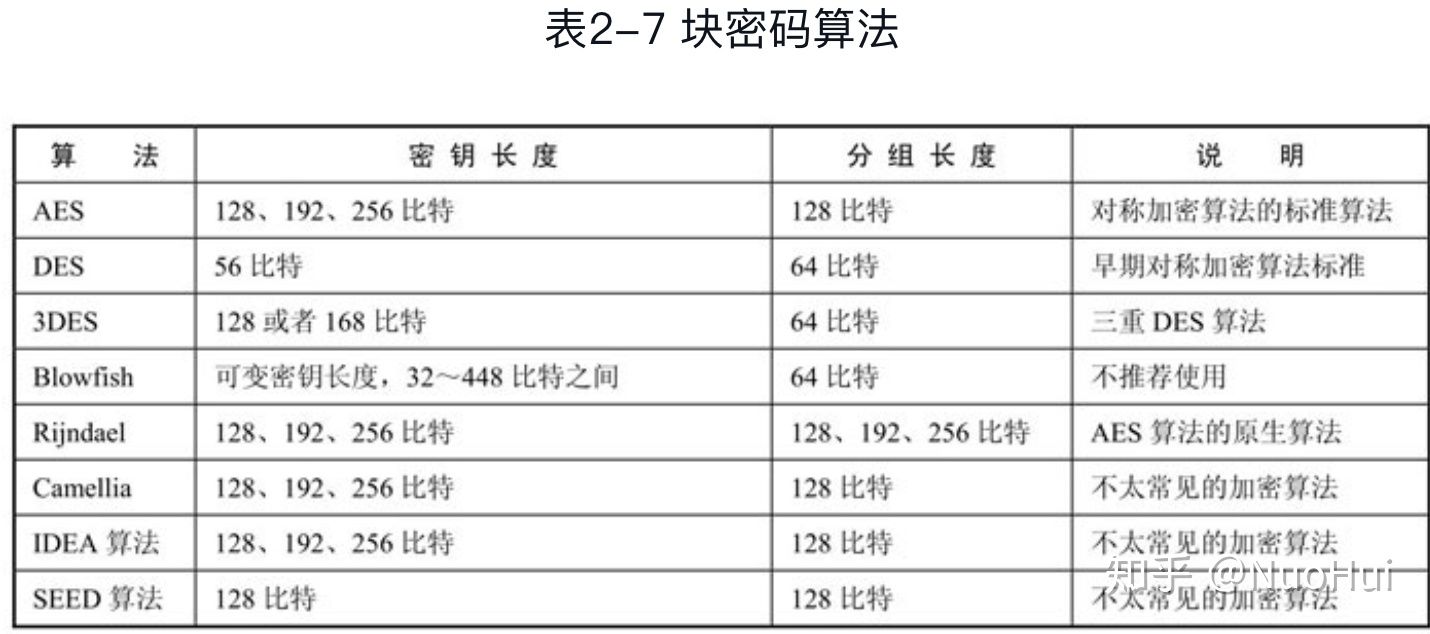 表2-7 块密码算法
算 法 密 钥 长 度 分 组 长 度 说 明
AES 128、192、256 比特 128 比特 对称加密算法的标准算法
DES 56 比特 64 比特 早期对称加密算法标准
3DES 128 或者 168 比特 64 比特 三重 DES 算法
Blowfish 可变密钥长度，32～448 比特之间 64 比特 不推荐使用
Rijndael 128、192、256 比特 128、192、256 比特 AES 算法的原生算法
Camellia 128、192、256 比特 128 比特 不太常见的加密算法
IDEA 算法 128、192、256 比特 128 比特 不太常见的加密算法
SEED 算法 128 比特 128 比特 不太常见的加密算法
知乎 @NuoHui